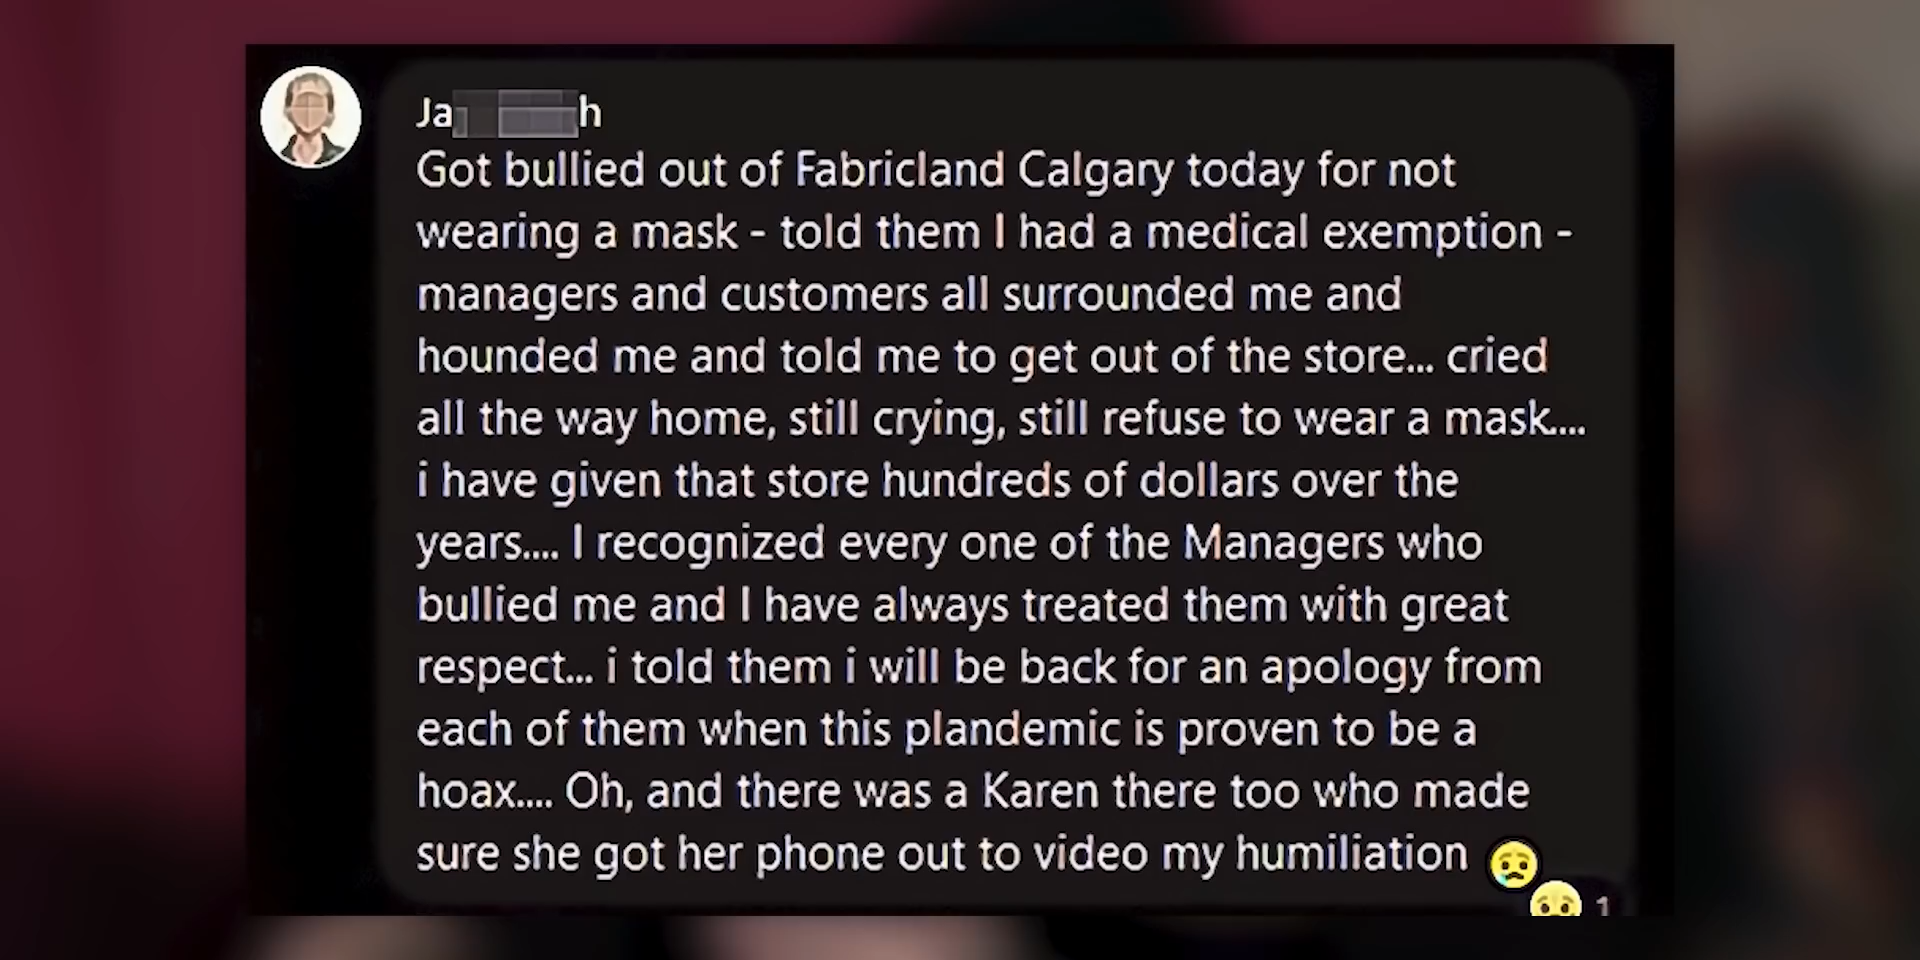 Ja h
Got bullied out of Fabricland Calgary today for not
wearing a mask - told them I had a medical exemption -
managers and customers all surrounded me and
hounded me and told me to get out of the store... cried
all the way home, still crying, still refuse to wear a mask....
i have given that store hundreds of dollars over the
years.... I recognized every one of the Managers who
bullied me and I have always treated them with great
respect... i told them i will be back for an apology from
each of them when this plandemic is proven to be a
hoax.... Oh, and there was a Karen there too who made
sure she got her phone out to video my humiliation 😢
1